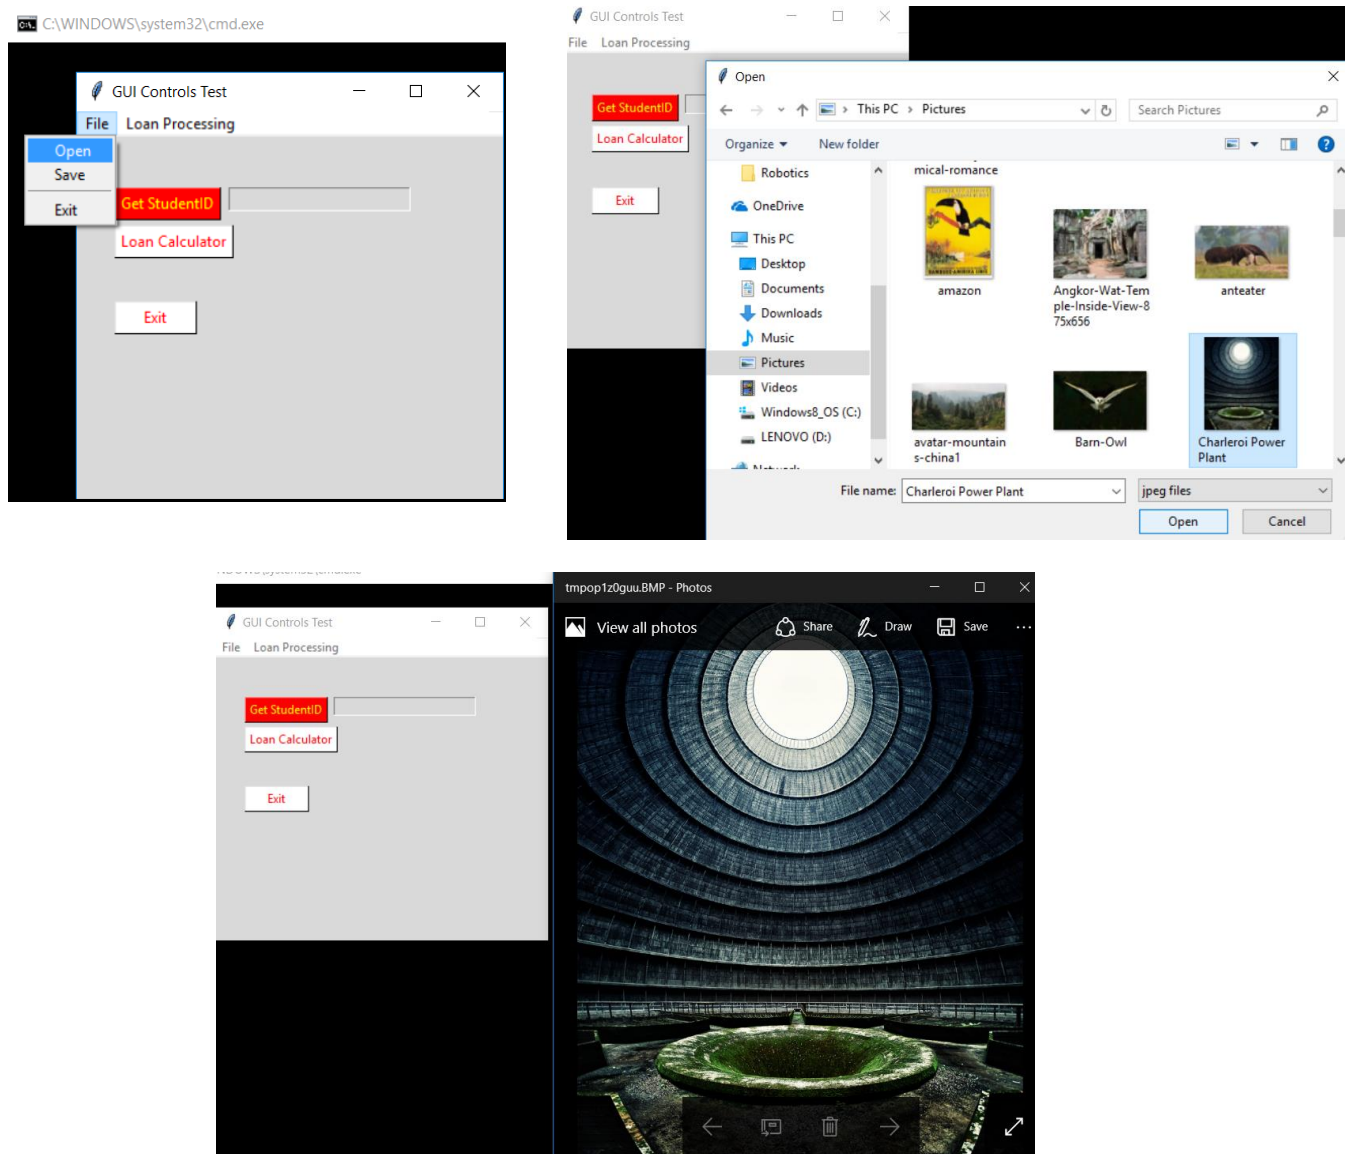 C:\WINDOWS\system32\cmd.exe
GUI Controls Test
File Loan Processing
Open
Save
Exit
Get StudentID
Loan Calculator
Exit
GUI Controls Test
File Loan Processing
Get StudentID
Loan Calculator
Exit
Open
This PC > Pictures
Search Pictures
Organize
New folder
Robotics
OneDrive
This PC
Desktop
Documents
Downloads
Music
Pictures
Videos
Windows8_OS (C:)
LENOVO (D:)
mical-romance
amazon
Angkor-Wat-Tem
ple-Inside-View-8
75x656
anteater
avatar-mountain
s-china1
Barn-Owl
Charleroi Power
Plant
File name: Charleroi Power Plant
jpeg files
Open
Cancel
GUI Controls Test
File Loan Processing
Get StudentID
Loan Calculator
Exit
tmpop1z0guu.BMP - Photos
View all photos
Share
Draw
Save